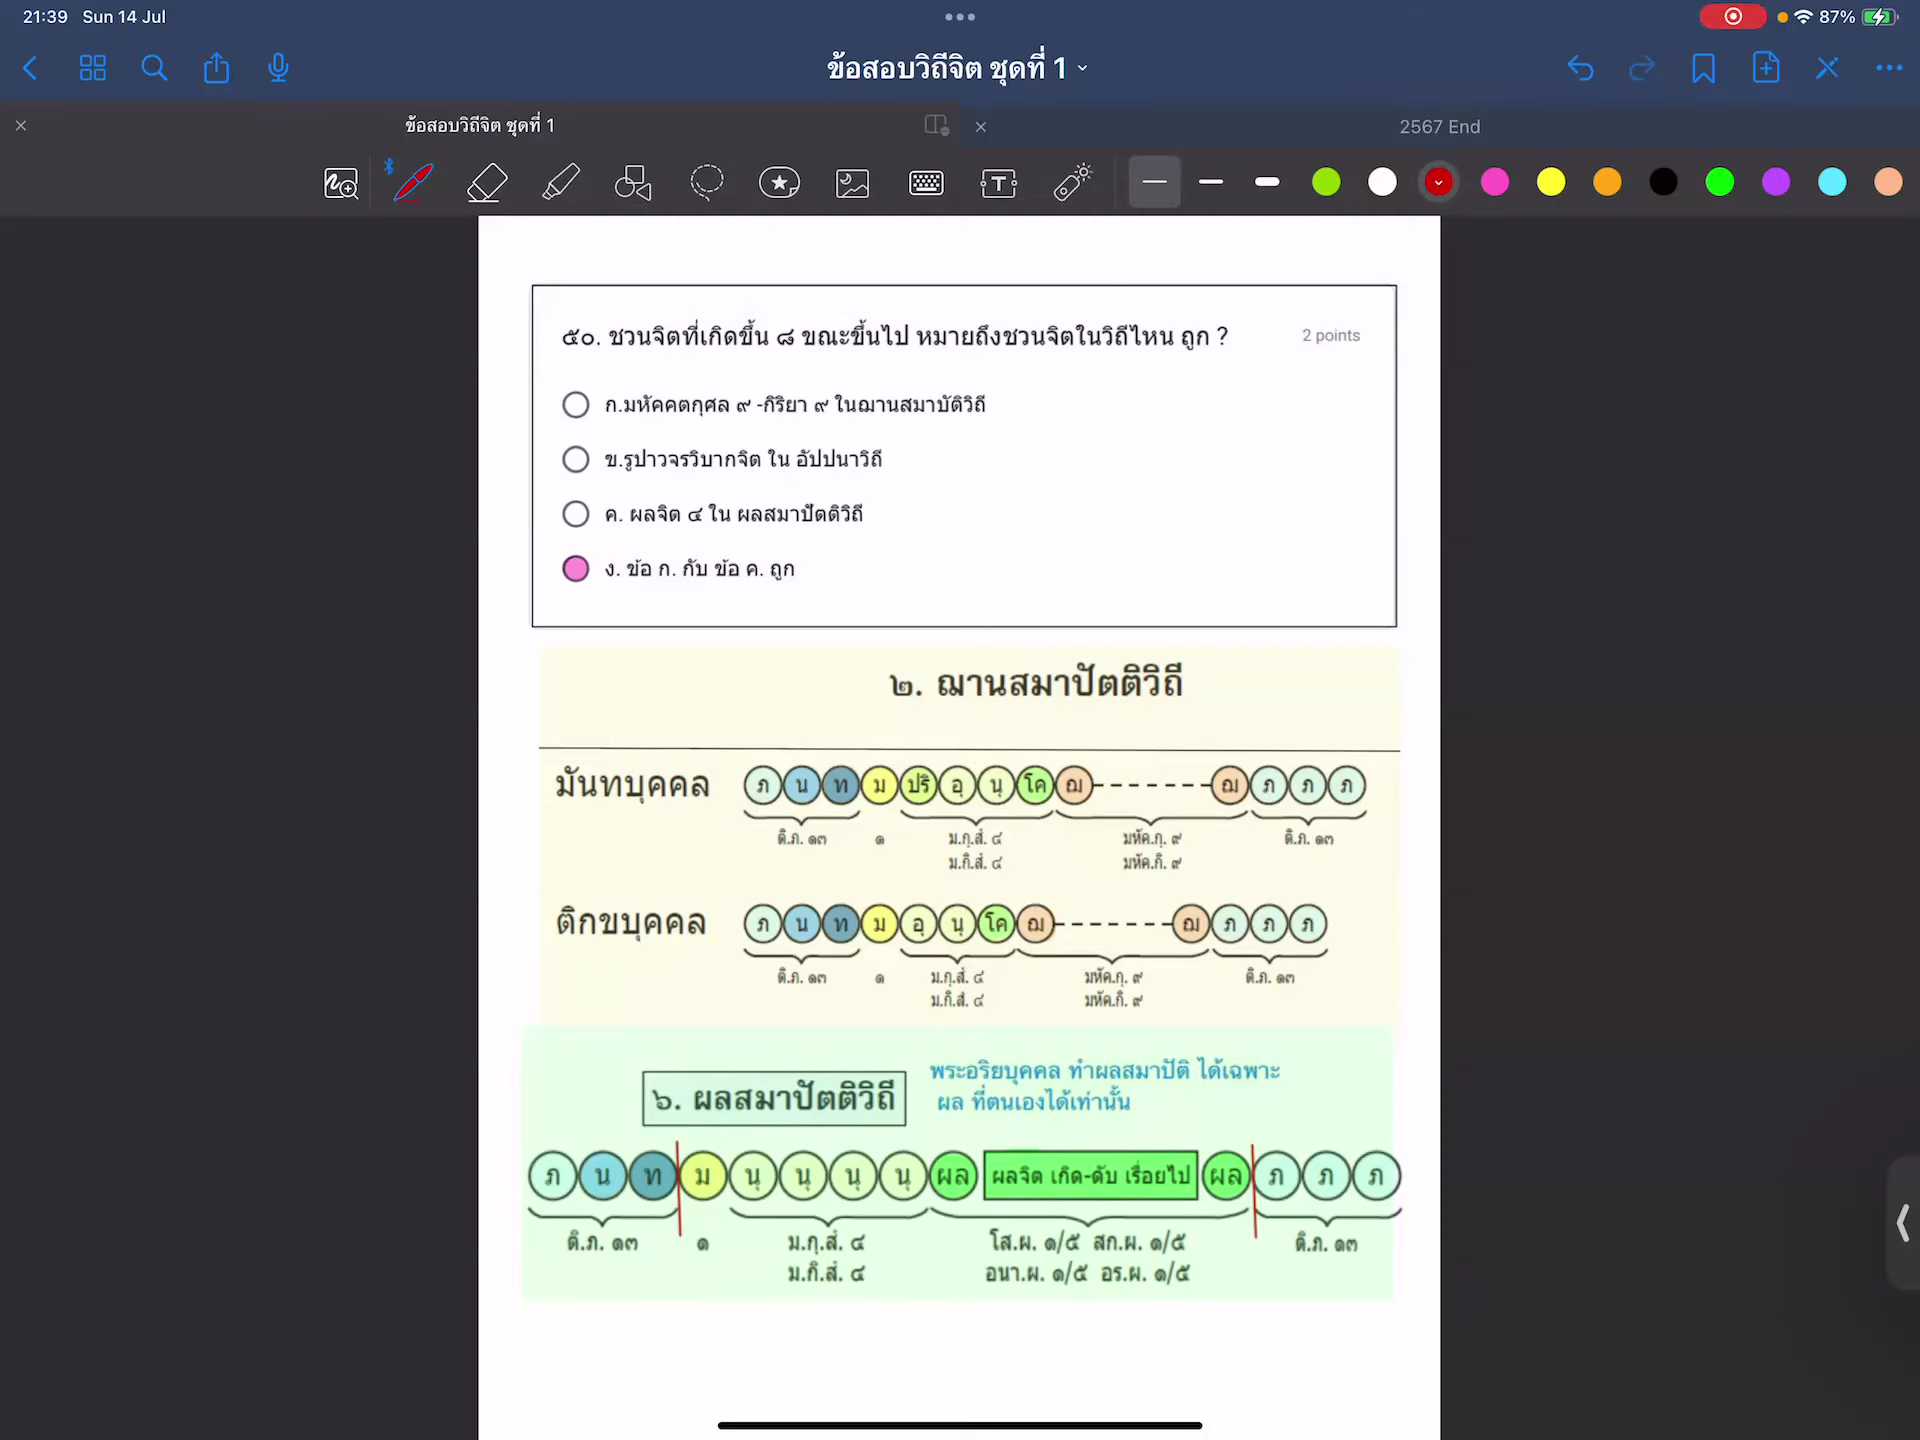 21:39 Sun 14 Jul
87%
ข้อสอบวิถีจิต ชุดที่ 1
ข้อสอบวิถีจิต ชุดที่ 1
2567 End
๕๐. ชวนจิตที่เกิดขึ้น ๘ ขณะขึ้นไป หมายถึงชวนจิตในวิถีไหน ถูก ?
2 points
ก.มหัคคตกุศล ๙ -กิริยา ๙ ในฌานสมาบัติวิถี
ข.รูปาวจรวิบากจิต ใน อัปปนาวิถี
ค. ผลจิต ๔ ใน ผลสมาปัตติวิถี
ง. ข้อ ก. กับ ข้อ ค. ถูก
๒. ฌานสมาปัตติวิถี
มันทบุคคล ภ น ท ม ปริ อุ นุ โค ฌ ฌ ภ ภ ภ
ติ.ภ. ๑๓ ๑ ม.กุ.สํ. ๔ มหัค.กุ. ๙ ติ.ภ. ๑๓
ม.กิ.สํ. ๔ มหัค.กิ. ๙
ติกขบุคคล ภ น ท ม อุ นุ โค ฌ ฌ ภ ภ ภ
ติ.ภ. ๑๓ ๑ ม.กุ.สํ. ๔ มหัค.กุ. ๙ ติ.ภ. ๑๓
ม.กิ.สํ. ๔ มหัค.กิ. ๙
๖. ผลสมาปัตติวิถี
พระอริยบุคคล ทำผลสมาปัติ ได้เฉพาะ
ผล ที่ตนเองได้เท่านั้น
ภ น ท ม นุ นุ นุ นุ ผล ผลจิต เกิด-ดับ เรื่อยไป ผล ภ ภ ภ
ติ.ภ. ๑๓ ๑ ม.กุ.สํ. ๔ โส.ผ. ๑/๕ สก.ผ. ๑/๕ ติ.ภ. ๑๓
ม.กิ.สํ. ๔ อนา.ผ. ๑/๕ อร.ผ. ๑/๕